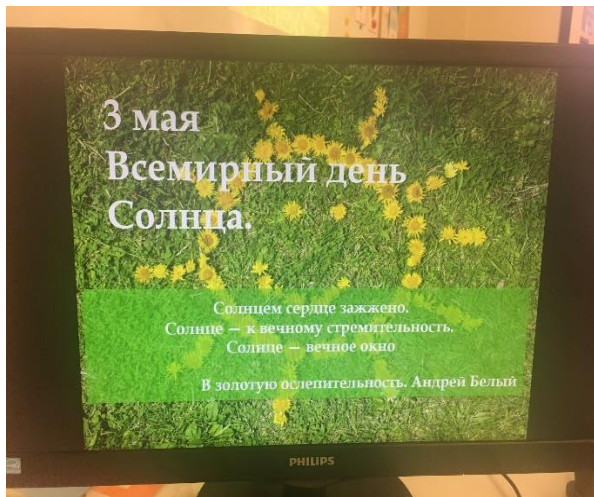 3 мая
Всемирный день
Солнца.
Солнцем сердце зажжено.
Солнце — к вечному стремительность.
Солнце — вечное окно
В золотую ослепительность. Андрей Белый
PHILIPS